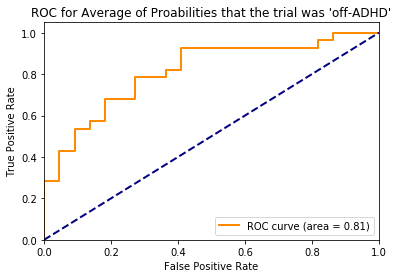 ROC for Average of Proabilities that the trial was 'off-ADHD'
1.0
0.8
0.6
0.4
0.2
0.0
True Positive Rate
ROC curve (area = 0.81)
0.0 0.2 0.4 0.6 0.8 1.0
False Positive Rate